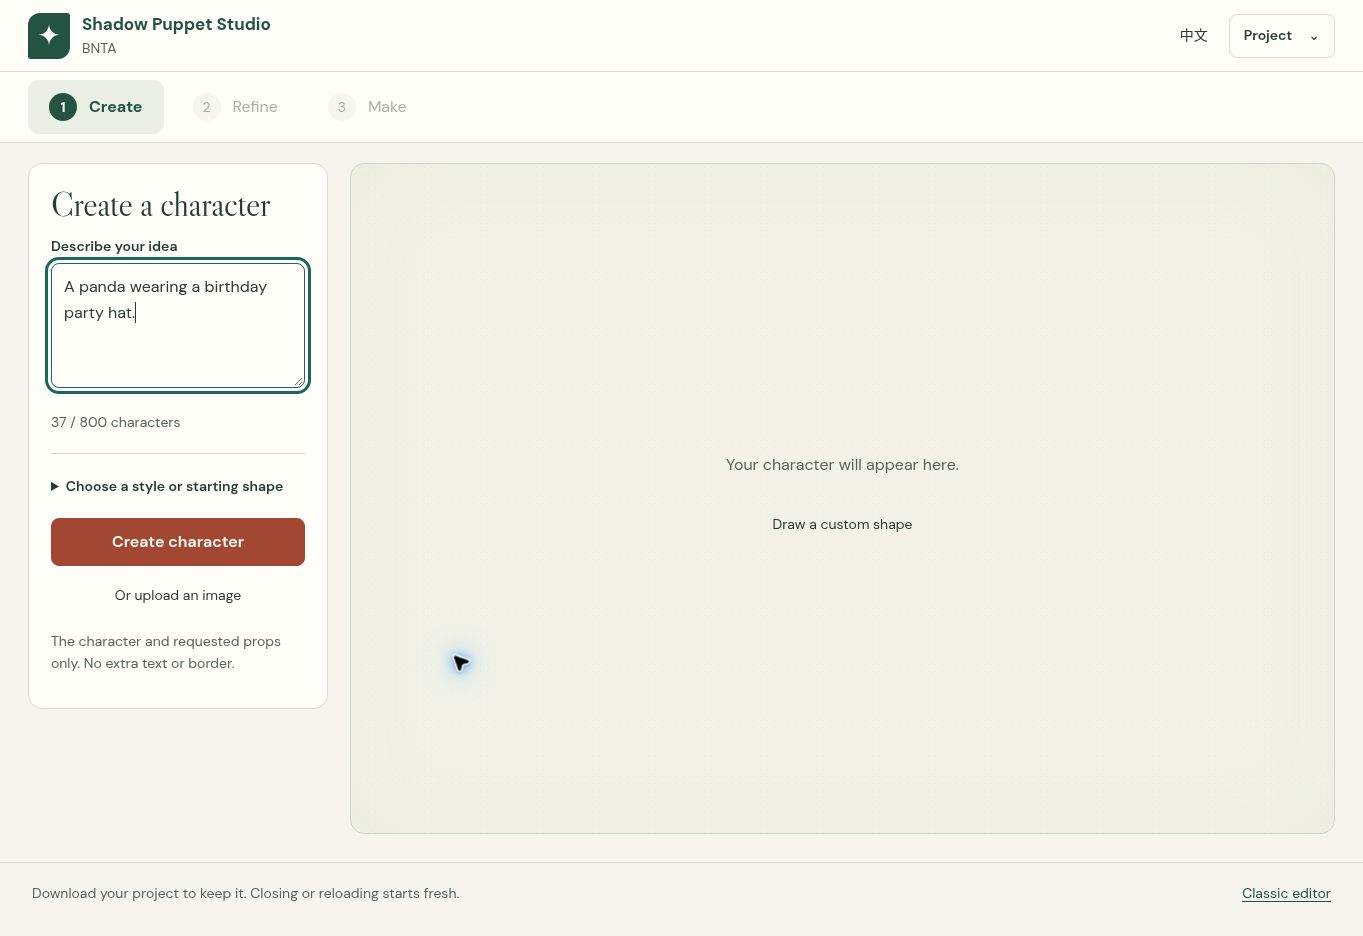 Shadow Puppet Studio
BNTA
中文
Project
1 Create
2 Refine
3 Make
Create a character
Describe your idea
A panda wearing a birthday
party hat.
37 / 800 characters
Choose a style or starting shape
Create character
Or upload an image
The character and requested props
only. No extra text or border.
Your character will appear here.
Draw a custom shape
Download your project to keep it. Closing or reloading starts fresh.
Classic editor